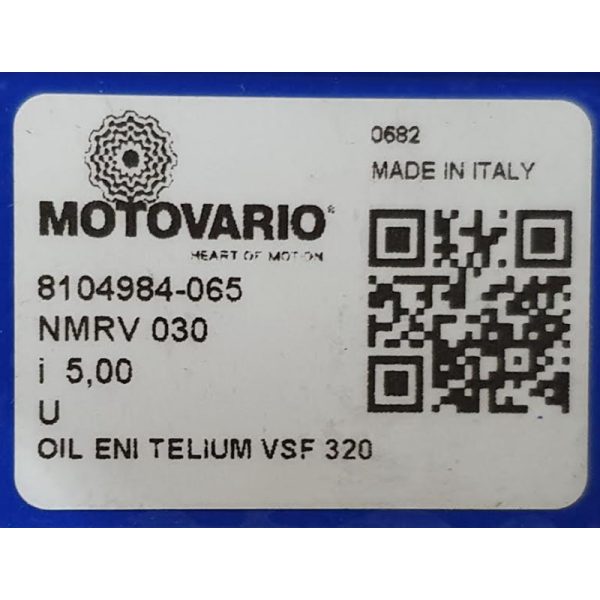 0682
MADE IN ITALY
MOTOVARIO®
HEART OF MOTION
8104984-065
NMRV 030
i 5,00
U
OIL ENI TELIUM VSF 320